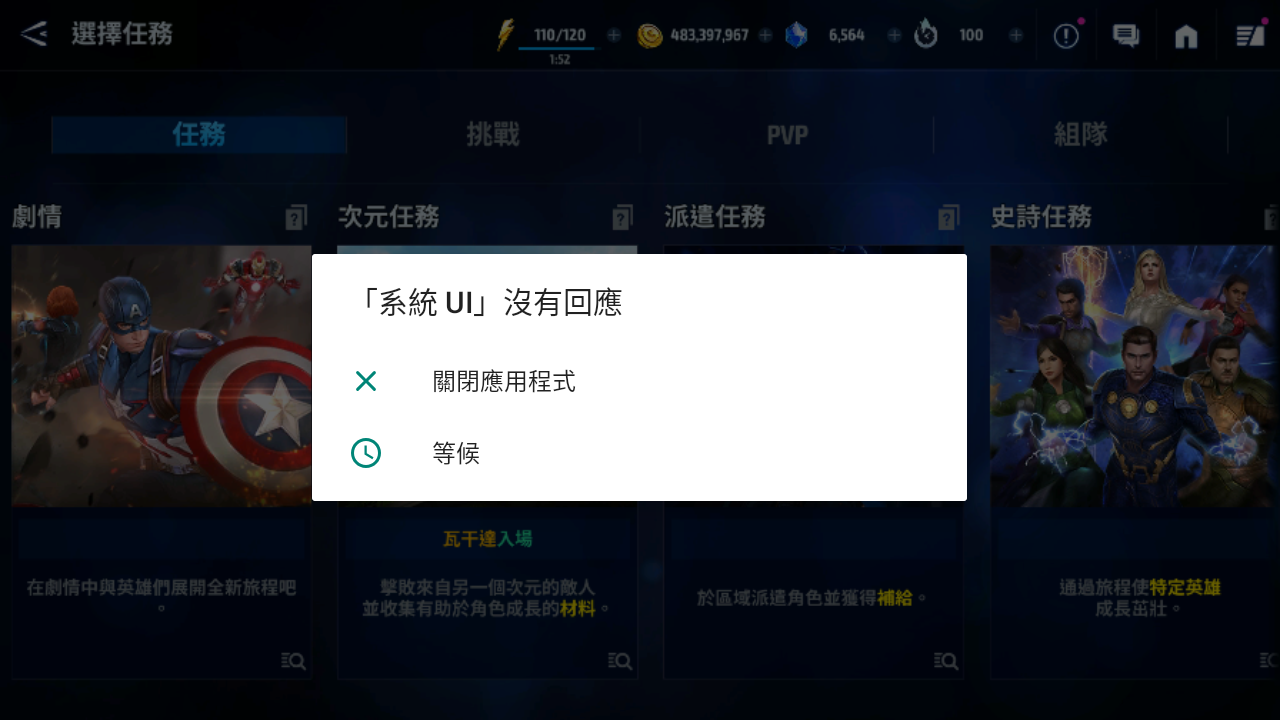 選擇任務
110/120
1:52
483,397,967
6,564
100
任務
挑戰
PVP
組隊
劇情
次元任務
派遣任務
史詩任務
「系統 UI」沒有回應
關閉應用程式
等候
在劇情中與英雄們展開全新旅程吧
。
瓦干達入場
擊敗來自另一個次元的敵人
並收集有助於角色成長的材料。
於區域派遣角色並獲得補給。
通過旅程使特定英雄
成長茁壯。